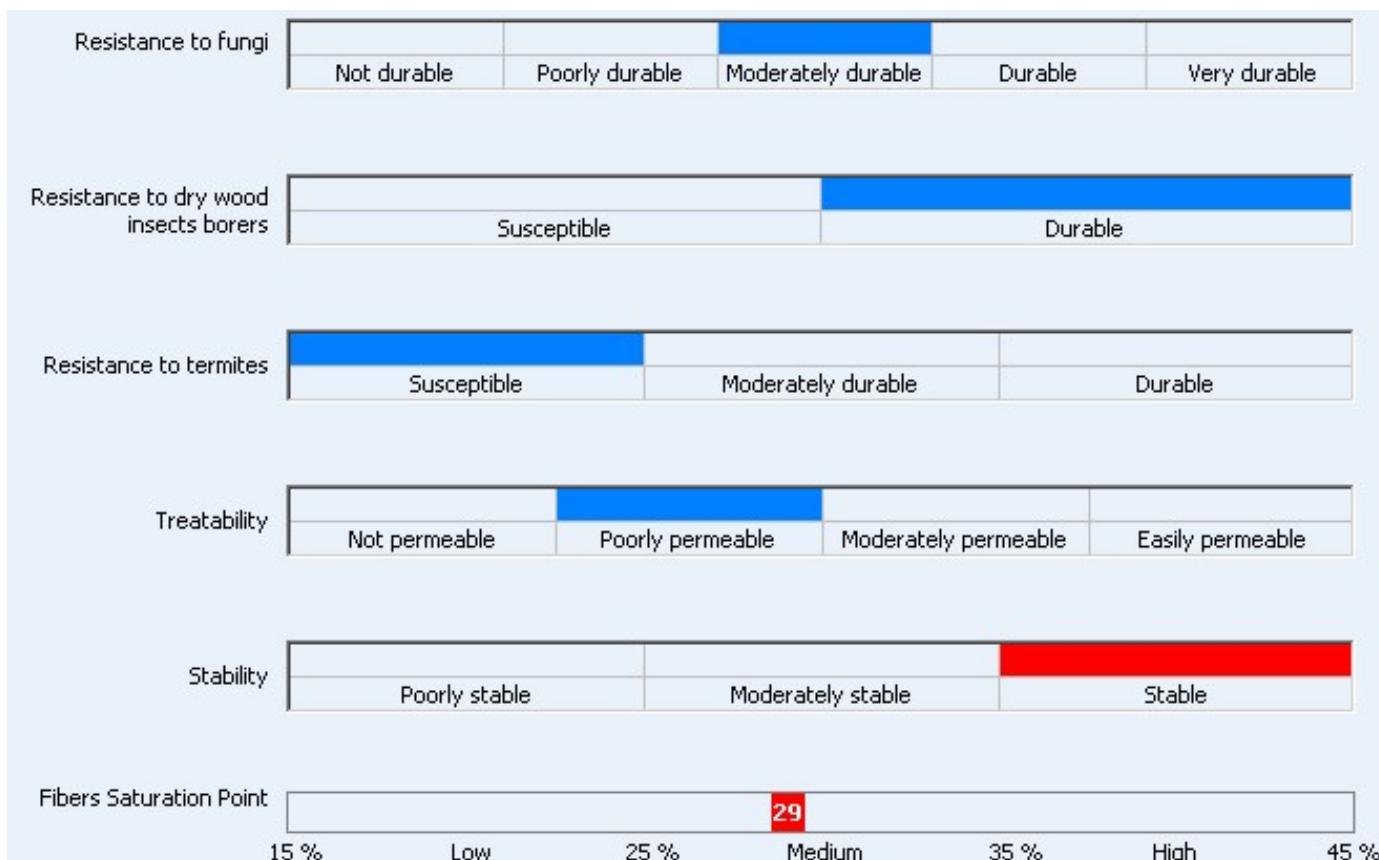 Resistance to fungi
Not durable Poorly durable Moderately durable Durable Very durable
Resistance to dry wood
insects borers
Susceptible Durable
Resistance to termites
Susceptible Moderately durable Durable
Treatability
Not permeable Poorly permeable Moderately permeable Easily permeable
Stability
Poorly stable Moderately stable Stable
Fibers Saturation Point
29
15 % Low 25 % Medium 35 % High 45 %